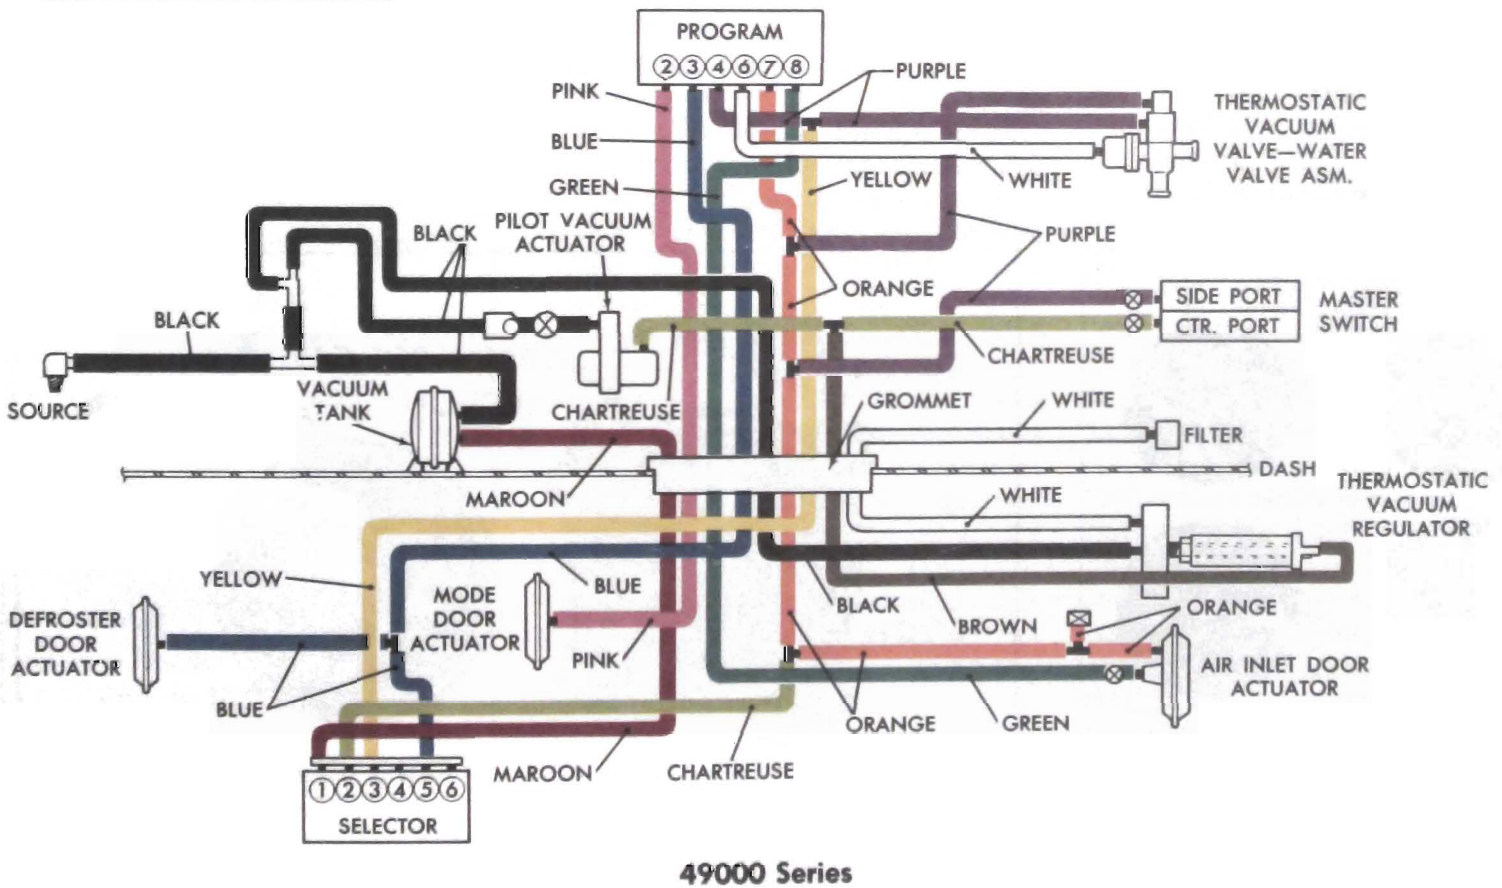 PROGRAM
2 3 4 6 7 8
PINK
PURPLE
BLUE
THERMOSTATIC
VACUUM
VALVE—WATER
VALVE ASM.
GREEN
YELLOW
WHITE
BLACK
PILOT VACUUM
ACTUATOR
PURPLE
ORANGE
SIDE PORT
CTR. PORT
MASTER
SWITCH
BLACK
CHARTREUSE
SOURCE
VACUUM
TANK
CHARTREUSE
GROMMET
WHITE
FILTER
DASH
MAROON
WHITE
THERMOSTATIC
VACUUM
REGULATOR
YELLOW
BLUE
BLACK
BROWN
ORANGE
DEFROSTER
DOOR
ACTUATOR
MODE
DOOR
ACTUATOR
PINK
AIR INLET DOOR
ACTUATOR
BLUE
ORANGE
GREEN
MAROON
CHARTREUSE
1 2 3 4 5 6
SELECTOR
49000 Series